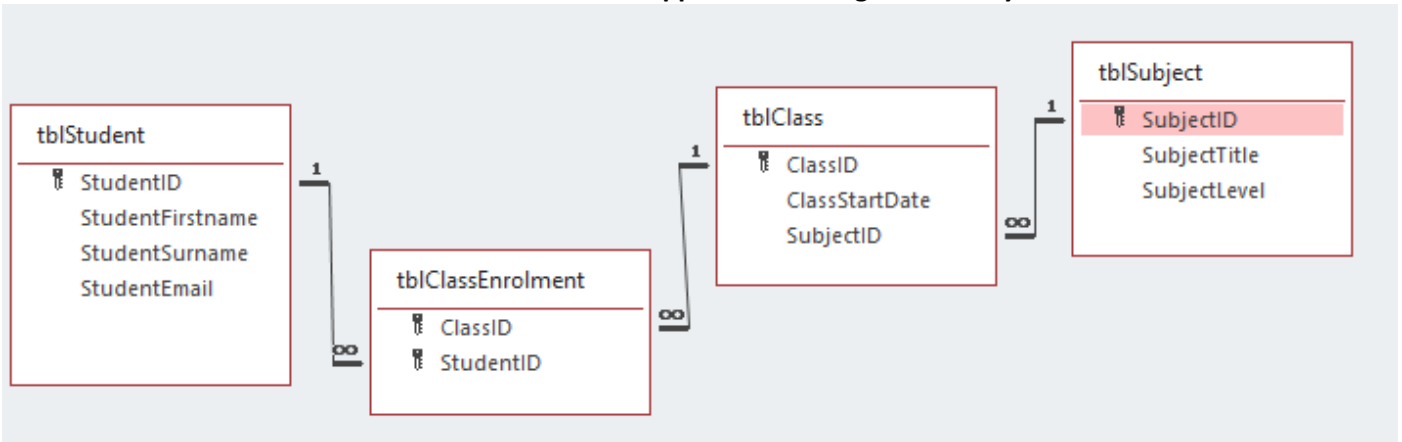 tblStudent
StudentID
StudentFirstname
StudentSurname
StudentEmail
1
∞
tblClassEnrolment
ClassID
StudentID
∞
1
tblClass
ClassID
ClassStartDate
SubjectID
∞
1
tblSubject
SubjectID
SubjectTitle
SubjectLevel